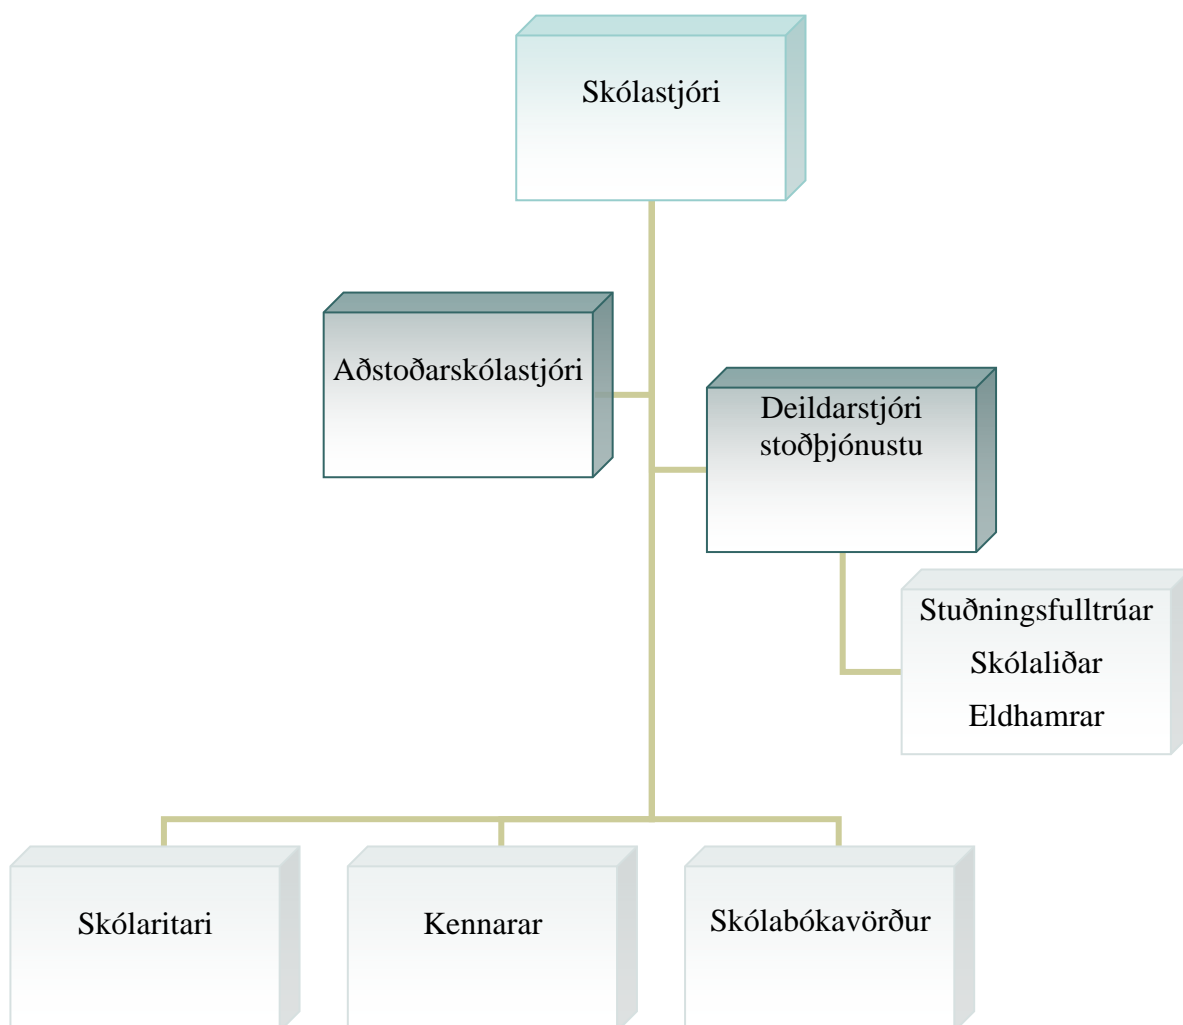 Skólastjóri
Aðstoðarskólastjóri
Deildarstjóri
stoðþjónustu
Stuðningsfulltrúar
Skólaliðar
Eldhamrar
Skólaritari
Kennarar
Skólabókavörður